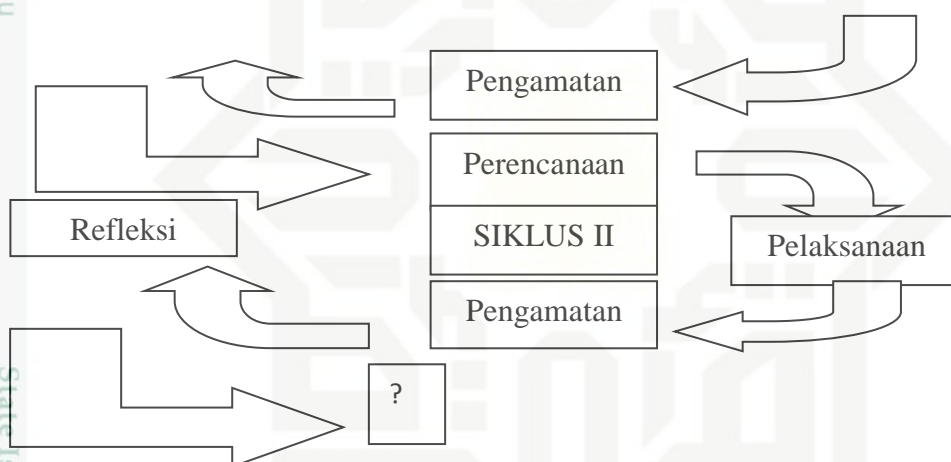 Pengamatan
Perencanaan
Refleksi
SIKLUS II
Pelaksanaan
Pengamatan
?